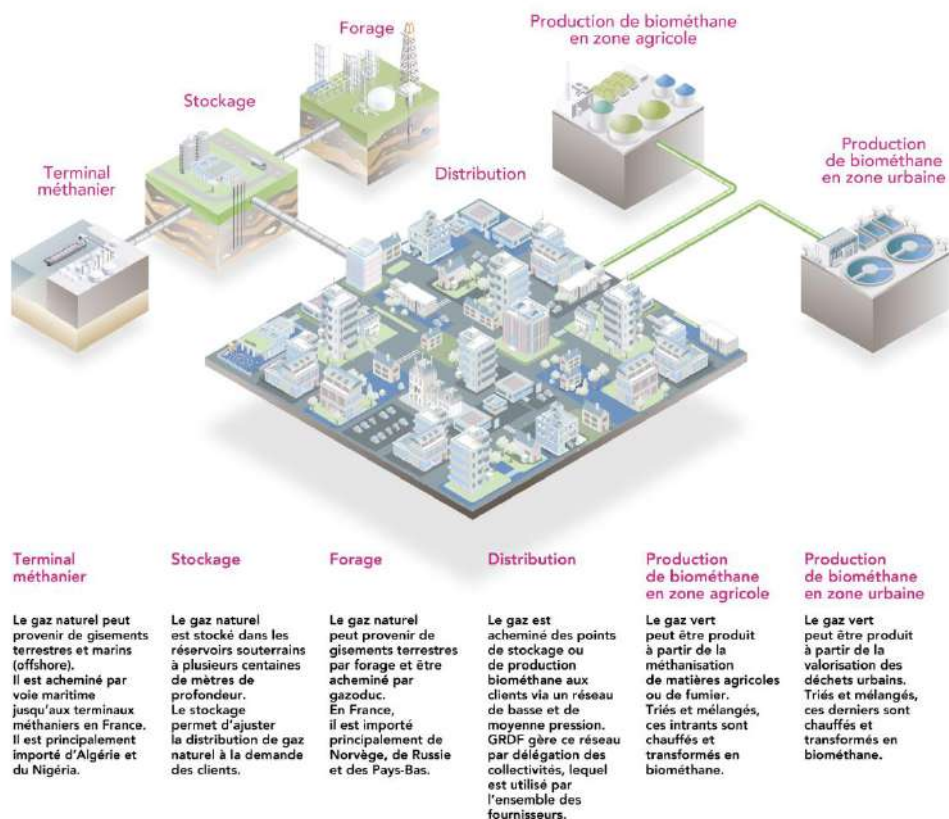 Forage
Production de biométhane
en zone agricole
Stockage
Production
de biométhane
en zone urbaine
Terminal
méthanier
Distribution
Terminal
méthanier
Le gaz naturel peut
provenir de gisements
terrestres et marins
(offshore).
Il est acheminé par
voie maritime
jusqu'aux terminaux
méthaniers en France.
Il est principalement
importé d'Algérie et
du Nigéria.
Stockage
Le gaz naturel
est stocké dans les
réservoirs souterrains
à plusieurs centaines
de mètres de
profondeur.
Le stockage
permet d'ajuster
la distribution de gaz
naturel à la demande
des clients.
Forage
Le gaz naturel
peut provenir de
gisements terrestres
par forage et être
acheminé par
gazoduc.
En France,
il est importé
principalement de
Norvège, de Russie
et des Pays-Bas.
Distribution
Le gaz est
acheminé des points
de stockage ou
de production
biométhane aux
clients via un réseau
de basse et de
moyenne pression.
GRDF gère ce réseau
par délégation des
collectivités, lequel
est utilisé par
l'ensemble des
fournisseurs.
Production
de biométhane
en zone agricole
Le gaz vert
peut être produit
à partir de la
méthanisation
de matières agricoles
ou de fumier.
Triés et mélangés,
ces intrants sont
chauffés et
transformés en
biométhane.
Production
de biométhane
en zone urbaine
Le gaz vert
peut être produit
à partir de la
valorisation des
déchets urbains.
Triés et mélangés,
ces derniers sont
chauffés et
transformés en
biométhane.